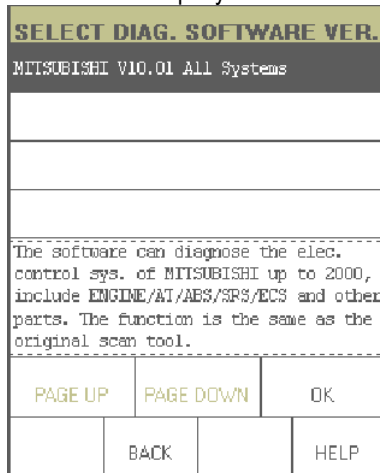 SELECT DIAG. SOFTWARE VER.
MITSUBISHI V10.01 All Systems
The software can diagnose the elec.
control sys. of MITSUBISHI up to 2000,
include ENGINE/AT/ABS/SRS/ECS and other
parts. The function is the same as the
original scan tool.
PAGE UP PAGE DOWN OK
BACK HELP